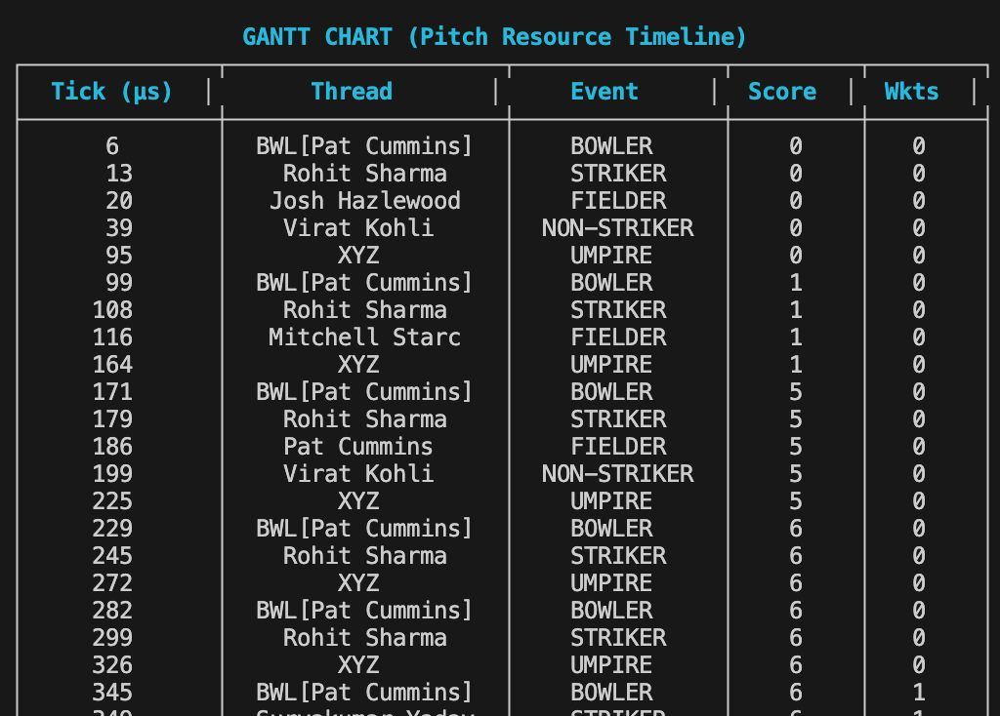 GANTT CHART (Pitch Resource Timeline)
Tick (µs) | Thread | Event | Score | Wkts |
6 BWL[Pat Cummins] BOWLER 0 0
13 Rohit Sharma STRIKER 0 0
20 Josh Hazlewood FIELDER 0 0
39 Virat Kohli NON-STRIKER 0 0
95 XYZ UMPIRE 0 0
99 BWL[Pat Cummins] BOWLER 1 0
108 Rohit Sharma STRIKER 1 0
116 Mitchell Starc FIELDER 1 0
164 XYZ UMPIRE 1 0
171 BWL[Pat Cummins] BOWLER 5 0
179 Rohit Sharma STRIKER 5 0
186 Pat Cummins FIELDER 5 0
199 Virat Kohli NON-STRIKER 5 0
225 XYZ UMPIRE 5 0
229 BWL[Pat Cummins] BOWLER 6 0
245 Rohit Sharma STRIKER 6 0
272 XYZ UMPIRE 6 0
282 BWL[Pat Cummins] BOWLER 6 0
299 Rohit Sharma STRIKER 6 0
326 XYZ UMPIRE 6 0
345 BWL[Pat Cummins] BOWLER 6 1
STRIKER 6 1